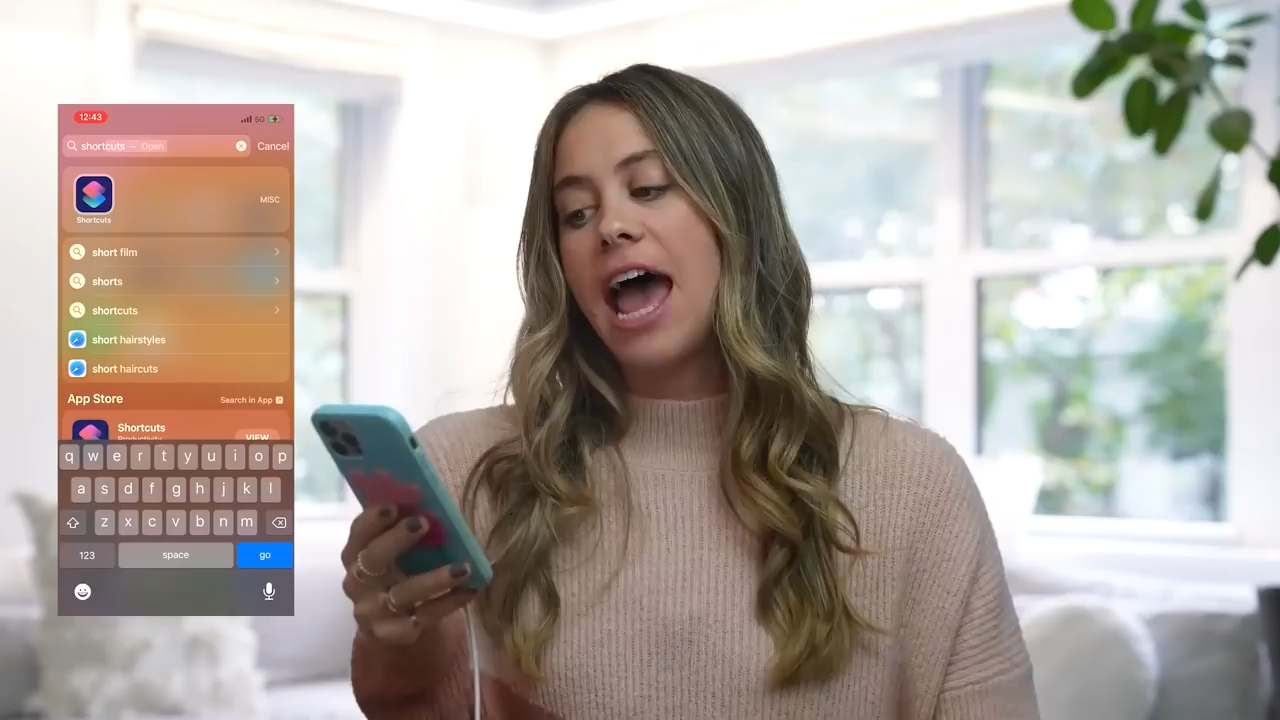 12:43 5G
shortcuts — Open Cancel
Shortcuts MISC
short film
shorts
shortcuts
short hairstyles
short haircuts
App Store Search in App
Shortcuts
Productivity VIEW
q w e r t y u i o p
a s d f g h j k l
z x c v b n m
123 space go